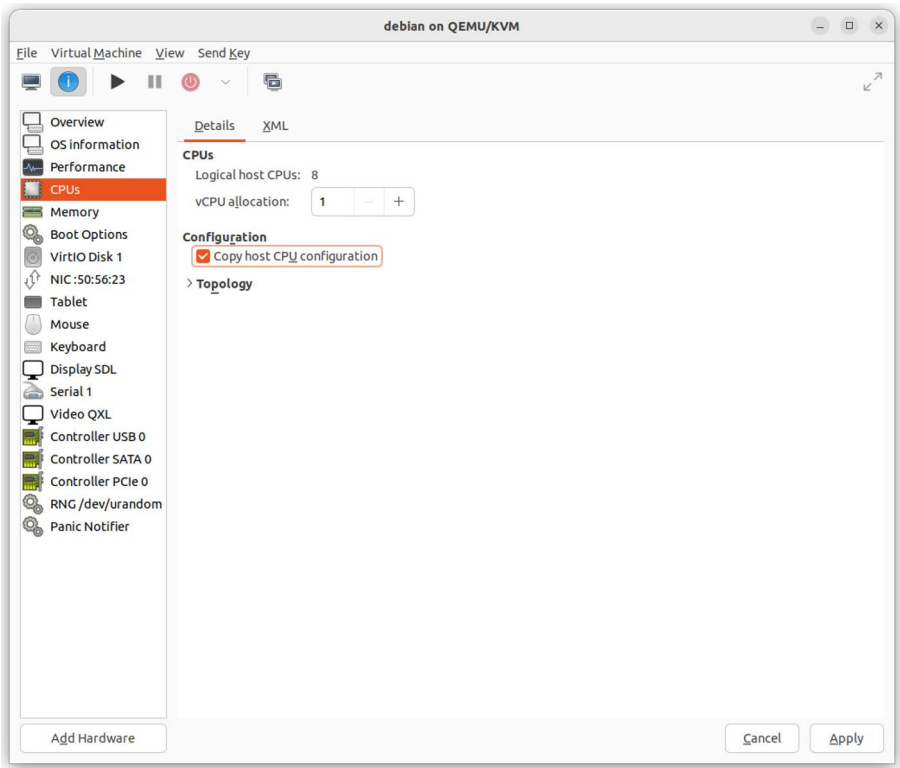 debian on QEMU/KVM
File Virtual Machine View Send Key
Overview
OS information
Performance
CPUs
Memory
Boot Options
VirtIO Disk 1
NIC :50:56:23
Tablet
Mouse
Keyboard
Display SDL
Serial 1
Video QXL
Controller USB 0
Controller SATA 0
Controller PCIe 0
RNG /dev/urandom
Panic Notifier
Add Hardware
Details XML
CPUs
Logical host CPUs: 8
vCPU allocation: 1 − +
Configuration
Copy host CPU configuration
Topology
Cancel Apply